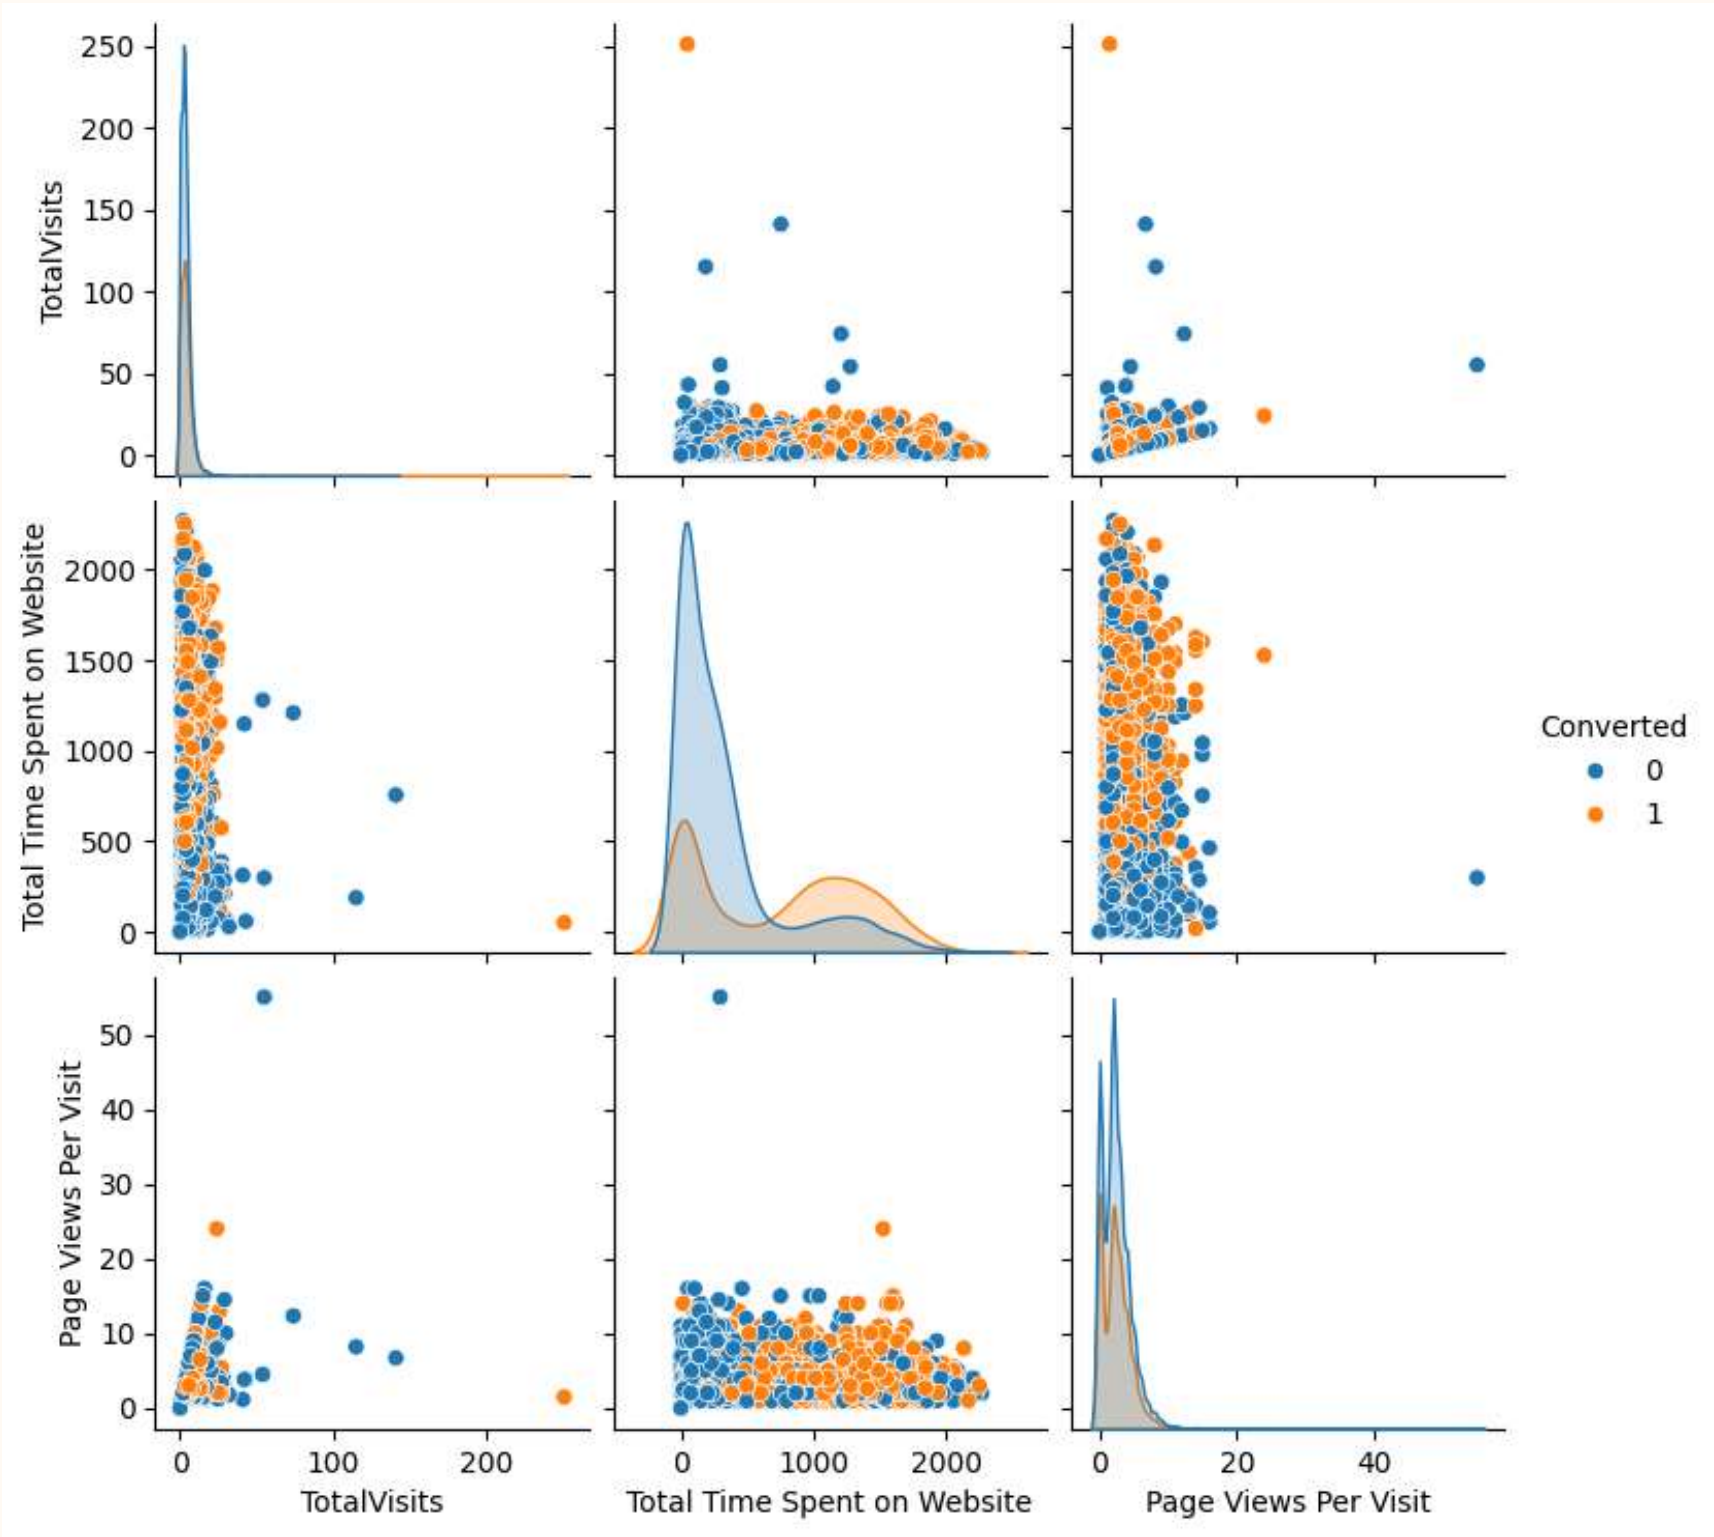 250
200
150
100
50
0
TotalVisits
2000
1500
1000
500
0
Total Time Spent on Website
Converted
0
1
50
40
30
20
10
0
Page Views Per Visit
0 100 200
0 1000 2000
0 20 40
TotalVisits
Total Time Spent on Website
Page Views Per Visit